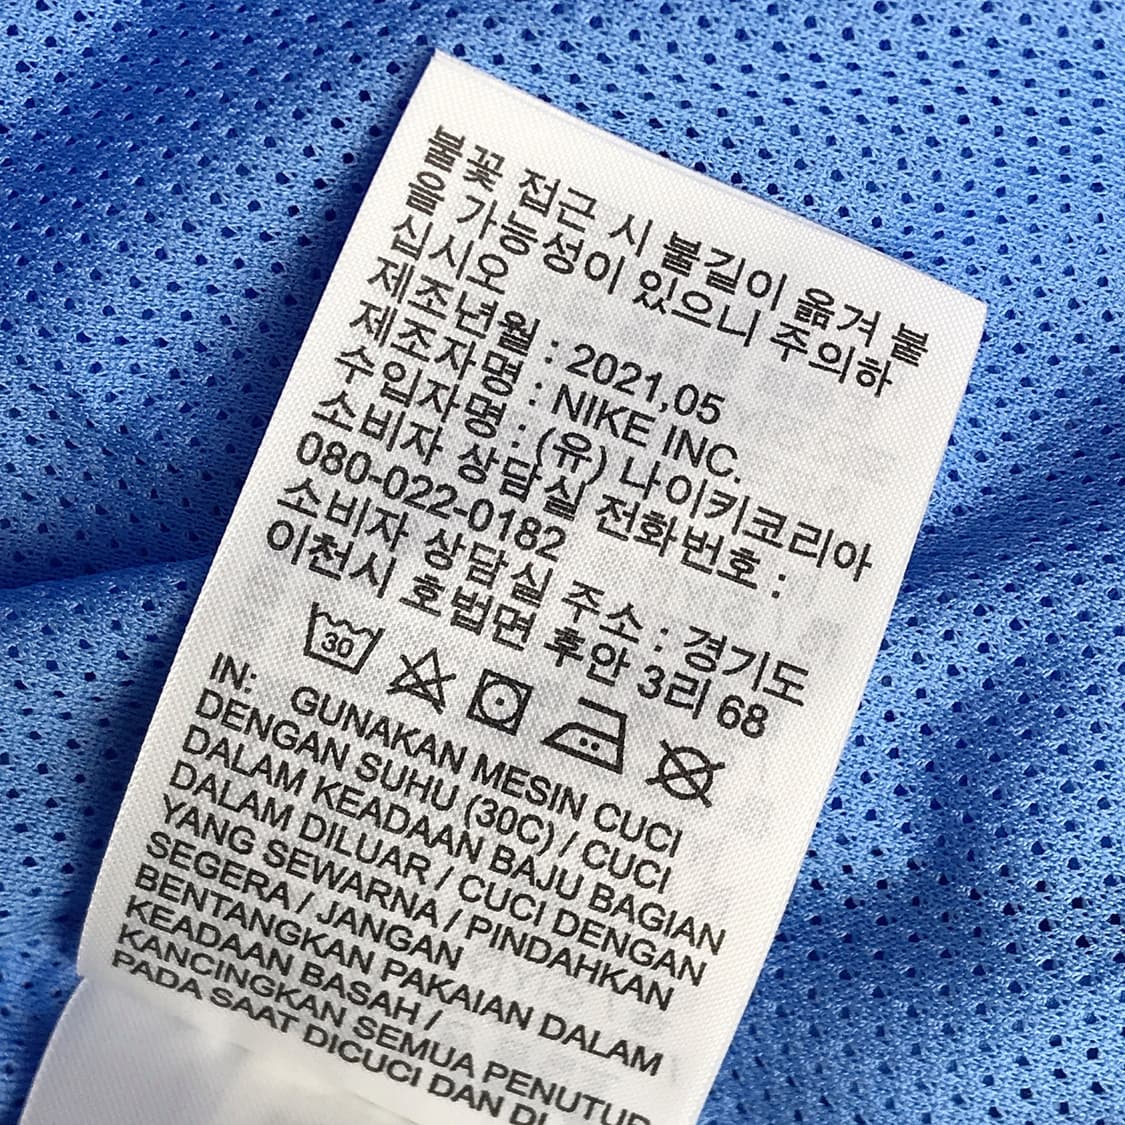 불꽃 접근 시 불길이 옮겨 붙
을 가능성이 있으니 주의하
십시오
제조년월 : 2021,05
제조자명 : NIKE INC.
수입자명 : (유) 나이키코리아
소비자 상담실 전화번호 :
080-022-0182
소비자 상담실 주소 : 경기도
이천시 호법면 후안 3리 68
30
IN: GUNAKAN MESIN CUCI
DENGAN SUHU (30C) / CUCI
DALAM KEADAAN BAJU BAGIAN
DALAM DILUAR / CUCI DENGAN
YANG SEWARNA / PINDAHKAN
SEGERA / JANGAN
BENTANGKAN PAKAIAN DALAM
KEADAAN BASAH /
KANCINGKAN SEMUA PENUTUP
PADA SAAT DICUCI DAN DI